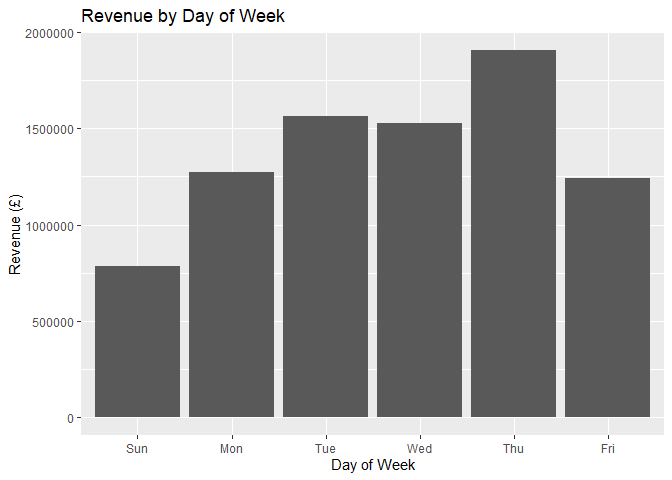 Revenue by Day of Week
Revenue (£)
2000000
1500000
1000000
500000
0
Sun Mon Tue Wed Thu Fri
Day of Week